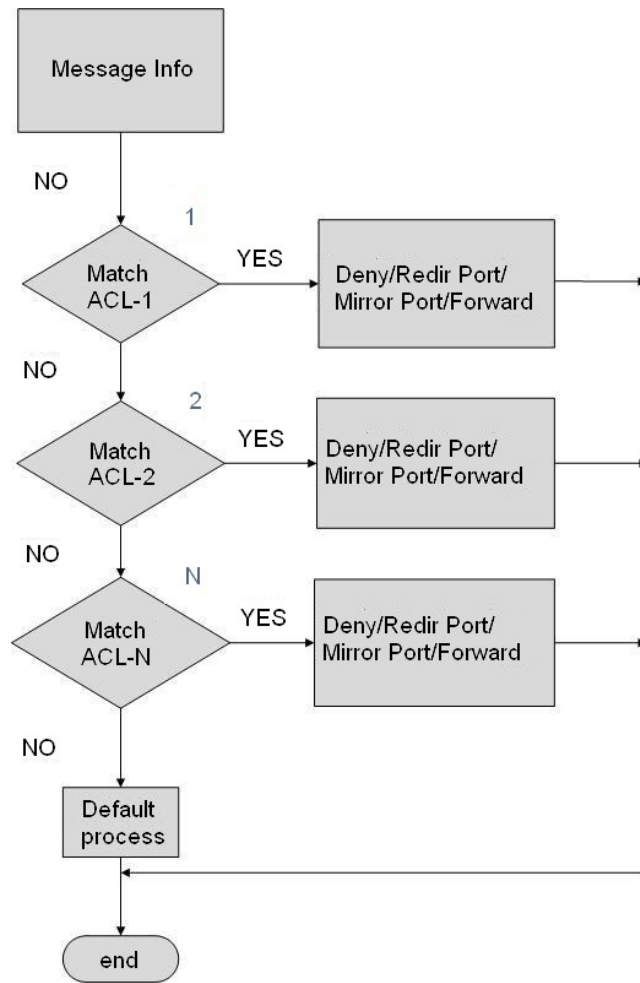 Message Info
NO
1
Match
ACL-1
YES
Deny/Redir Port/
Mirror Port/Forward
NO
2
Match
ACL-2
YES
Deny/Redir Port/
Mirror Port/Forward
NO
N
Match
ACL-N
YES
Deny/Redir Port/
Mirror Port/Forward
NO
Default
process
end